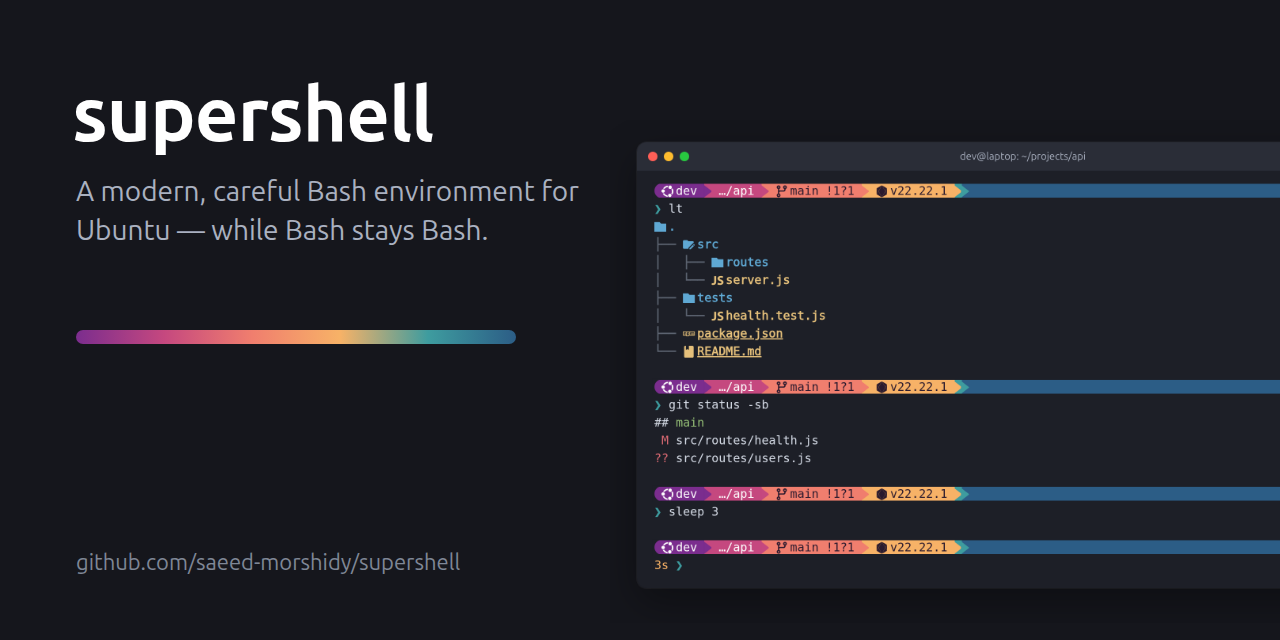 supershell
A modern, careful Bash environment for
Ubuntu — while Bash stays Bash.
github.com/saeed-morshidy/supershell
dev@laptop: ~/projects/api
dev …/api main !1?1 v22.22.1
❯ lt
.
├── src
│   ├── routes
│   └── JS server.js
├── tests
│   └── JS health.test.js
├── package.json
└── README.md
dev …/api main !1?1 v22.22.1
❯ git status -sb
## main
M src/routes/health.js
?? src/routes/users.js
dev …/api main !1?1 v22.22.1
❯ sleep 3
dev …/api main !1?1 v22.22.1
3s ❯